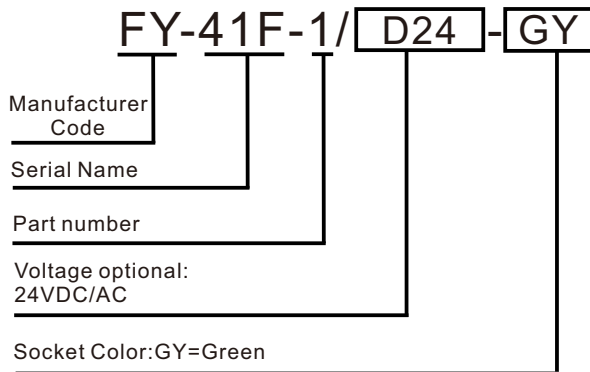 FY-41F-1/ D24 -GY
Manufacturer
Code
Serial Name
Part number
Voltage optional:
24VDC/AC
Socket Color:GY=Green